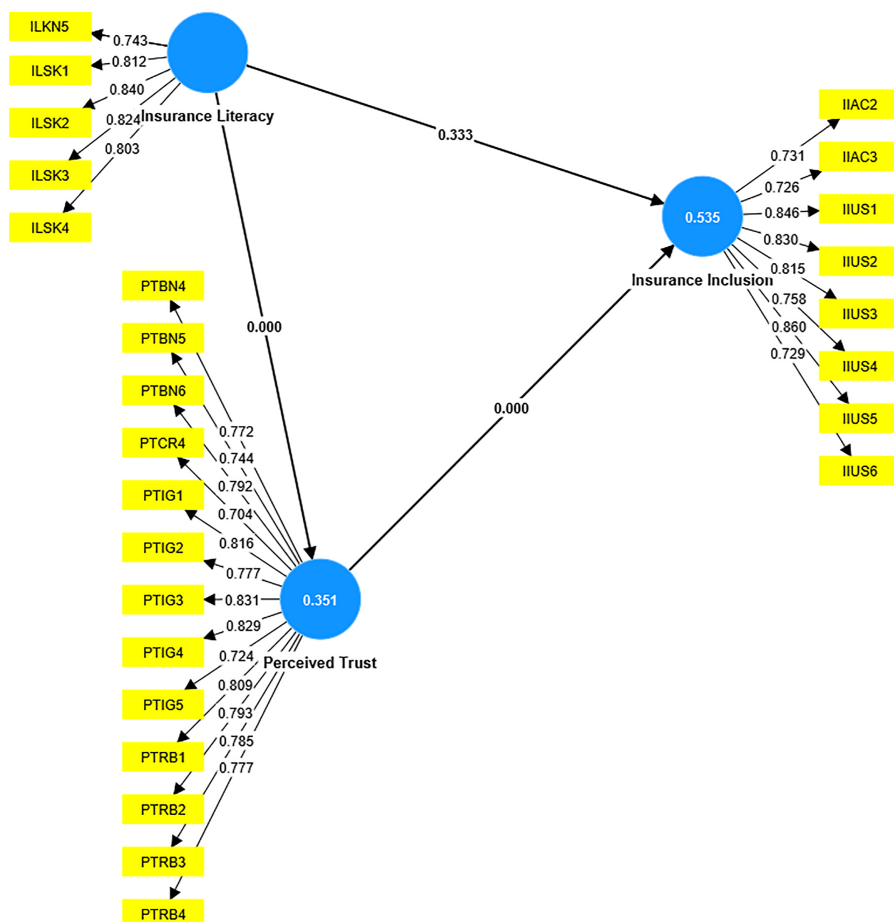 ILKN5
ILSK1
ILSK2
ILSK3
ILSK4
0.743
0.812
0.840
0.824
0.803
Insurance Literacy
0.333
0.000
0.000
IIAC2
IIAC3
IIUS1
IIUS2
IIUS3
IIUS4
IIUS5
IIUS6
0.731
0.726
0.846
0.830
0.815
0.758
0.860
0.729
0.535
Insurance Inclusion
PTBN4
PTBN5
PTBN6
PTCR4
PTIG1
PTIG2
PTIG3
PTIG4
PTIG5
PTRB1
PTRB2
PTRB3
PTRB4
0.772
0.744
0.792
0.704
0.816
0.777
0.831
0.829
0.724
0.809
0.793
0.785
0.777
0.351
Perceived Trust